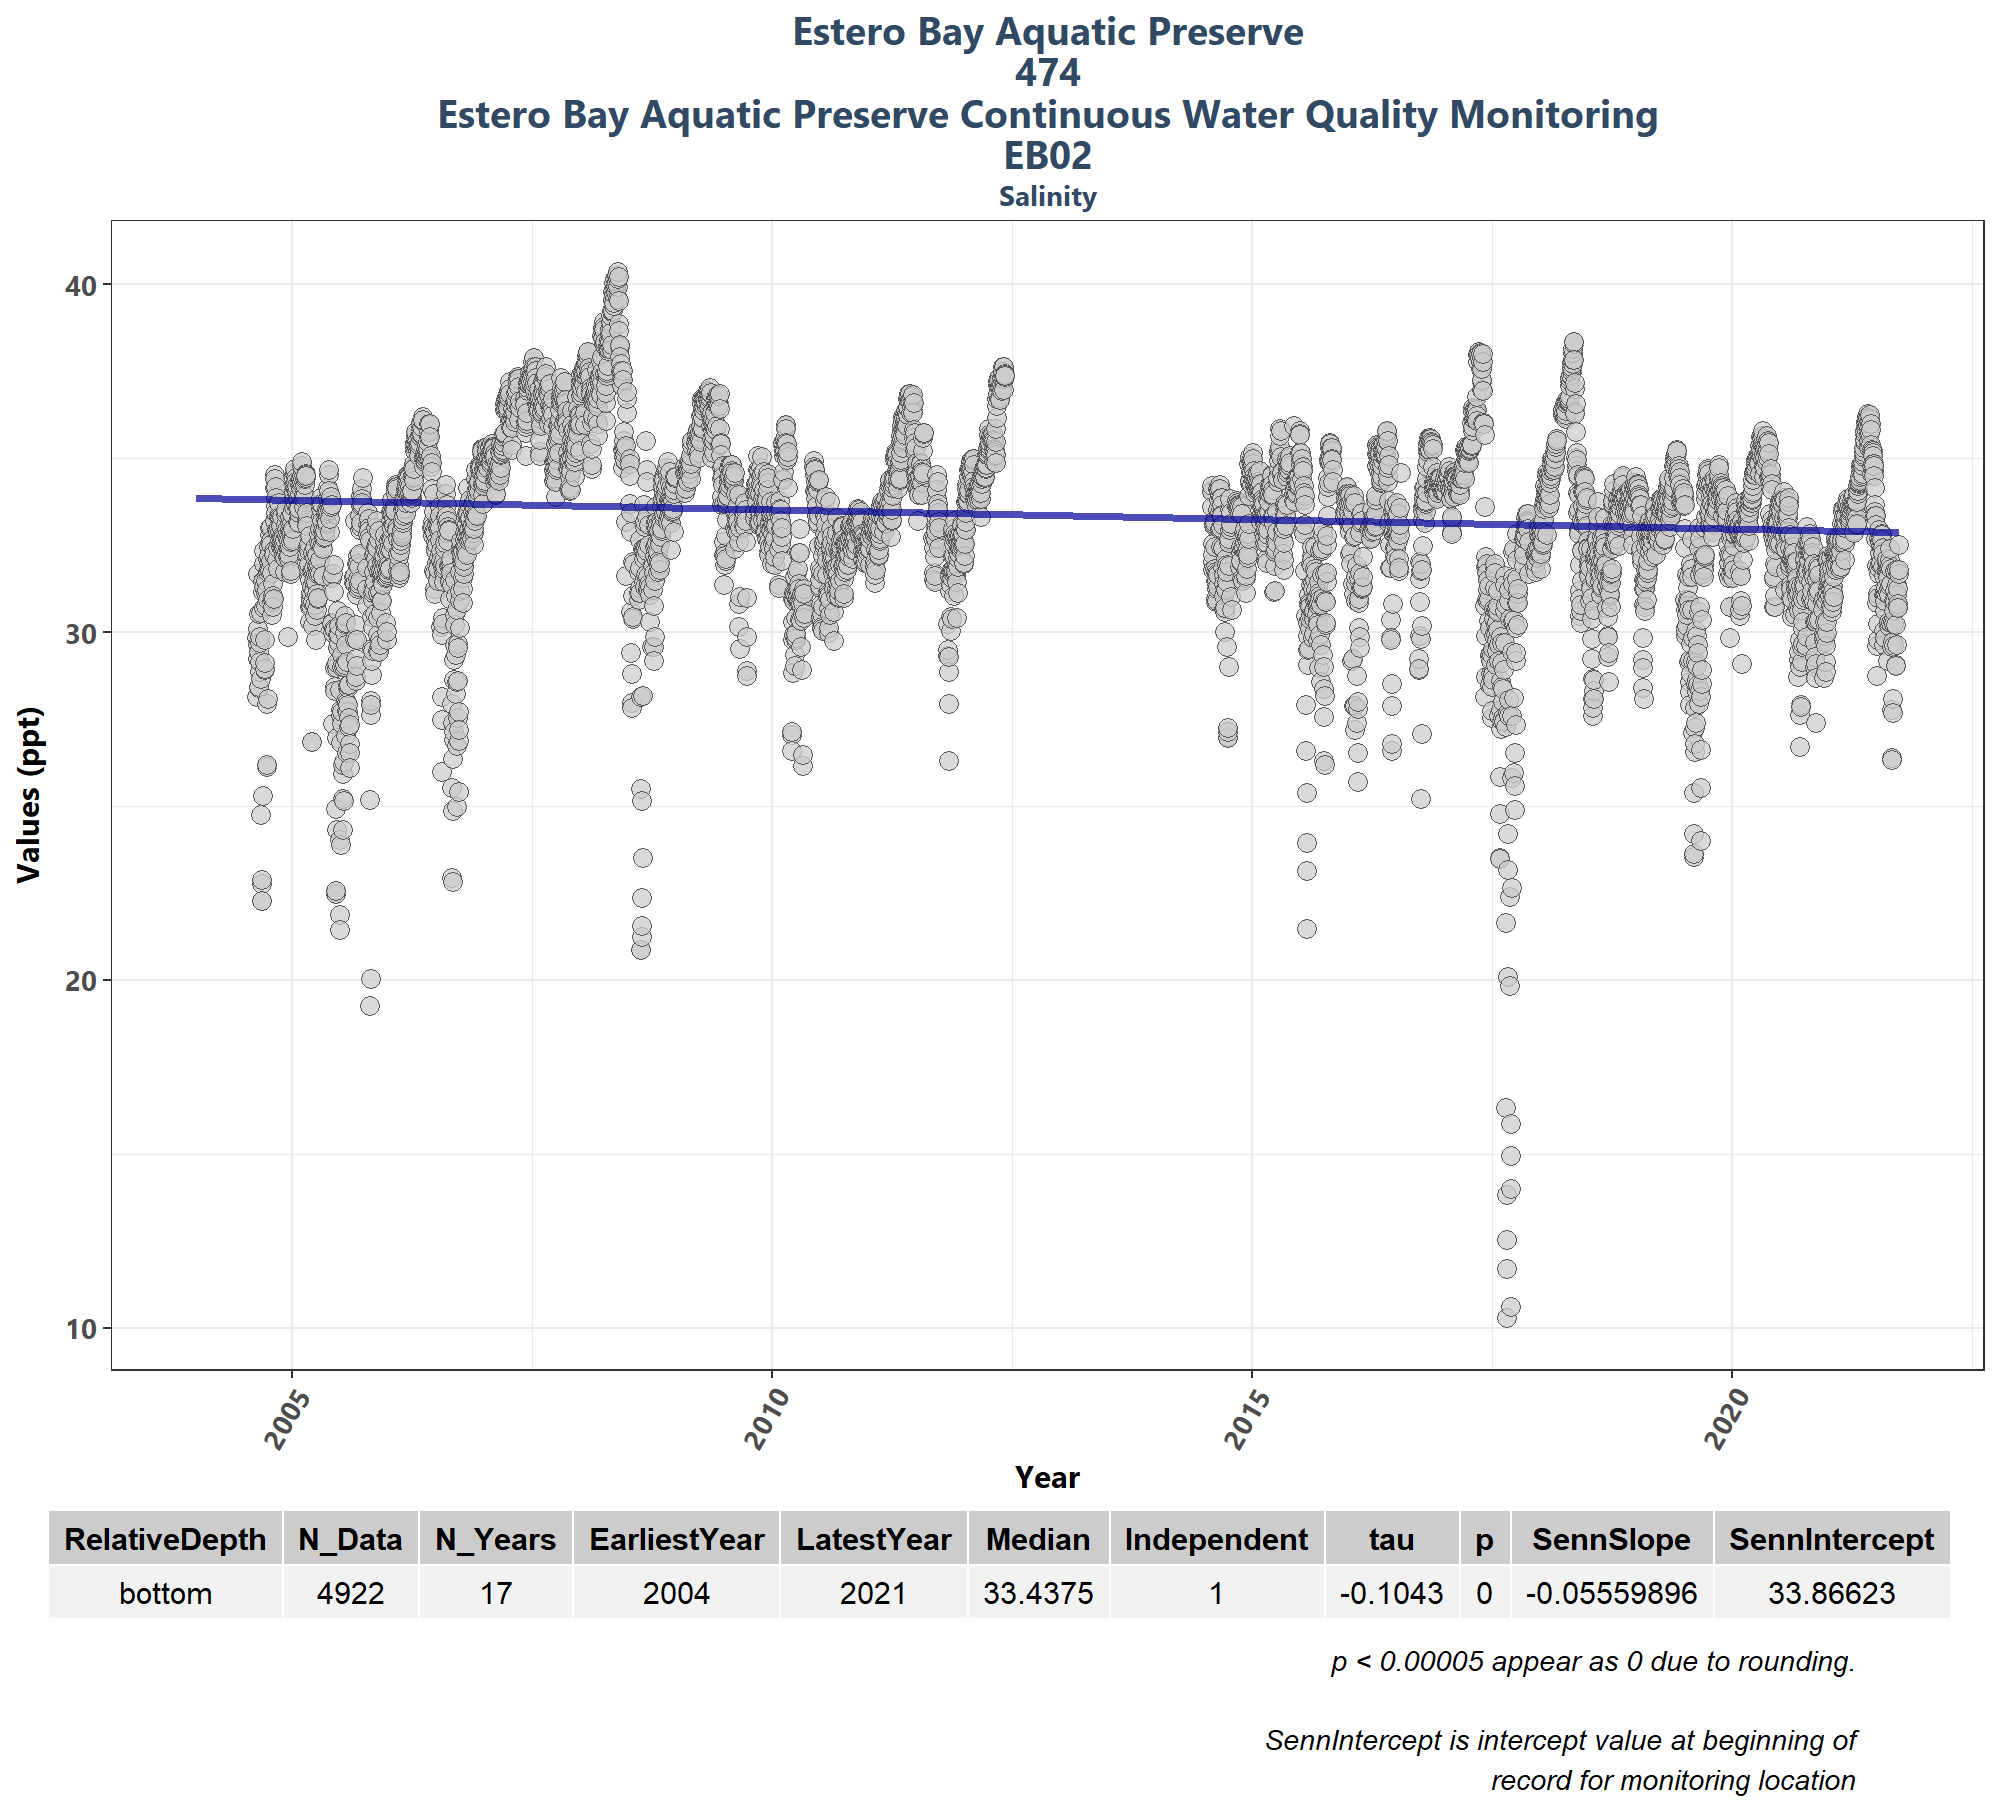 Estero Bay Aquatic Preserve
474
Estero Bay Aquatic Preserve Continuous Water Quality Monitoring
EB02
Salinity
40
30
20
10
Values (ppt)
2005 2010 2015 2020
Year
RelativeDepth N_Data N_Years EarliestYear LatestYear Median Independent tau p SennSlope SennIntercept
bottom 4922 17 2004 2021 33.4375 1 -0.1043 0 -0.05559896 33.86623
p < 0.00005 appear as 0 due to rounding.
SennIntercept is intercept value at beginning of
record for monitoring location